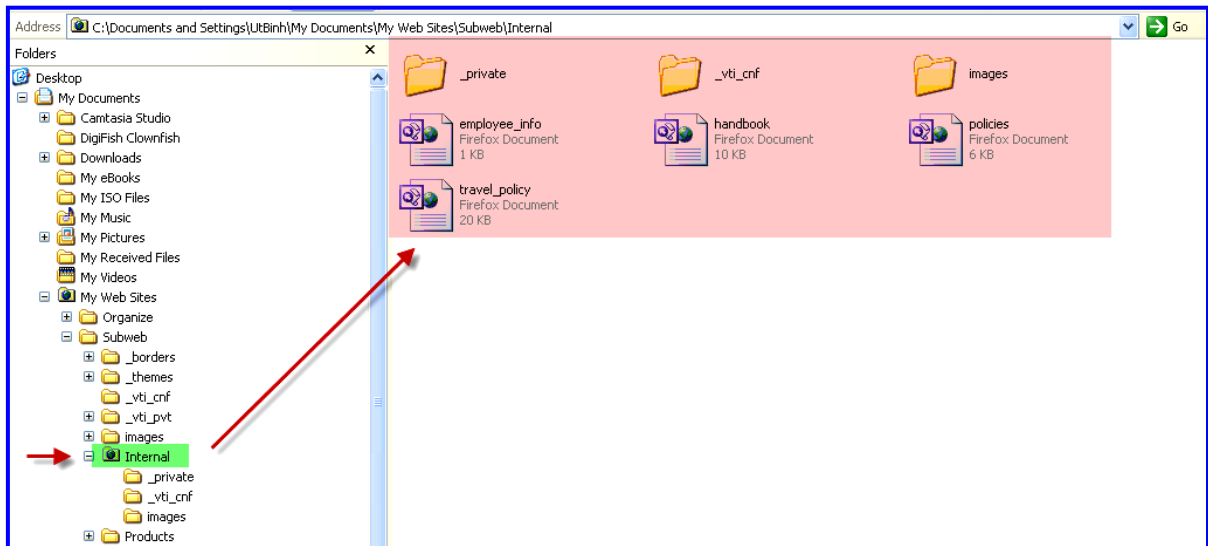 Address C:\Documents and Settings\UtBinh\My Documents\My Web Sites\Subweb\Internal Go
Folders
Desktop
My Documents
Camtasia Studio
DigiFish Clownfish
Downloads
My eBooks
My ISO Files
My Music
My Pictures
My Received Files
My Videos
My Web Sites
Organize
Subweb
_borders
_themes
_vti_cnf
_vti_pvt
images
Internal
_private
_vti_cnf
images
Products
_private _vti_cnf images
employee_info handbook policies
Firefox Document Firefox Document Firefox Document
1 KB 10 KB 6 KB
travel_policy
Firefox Document
20 KB